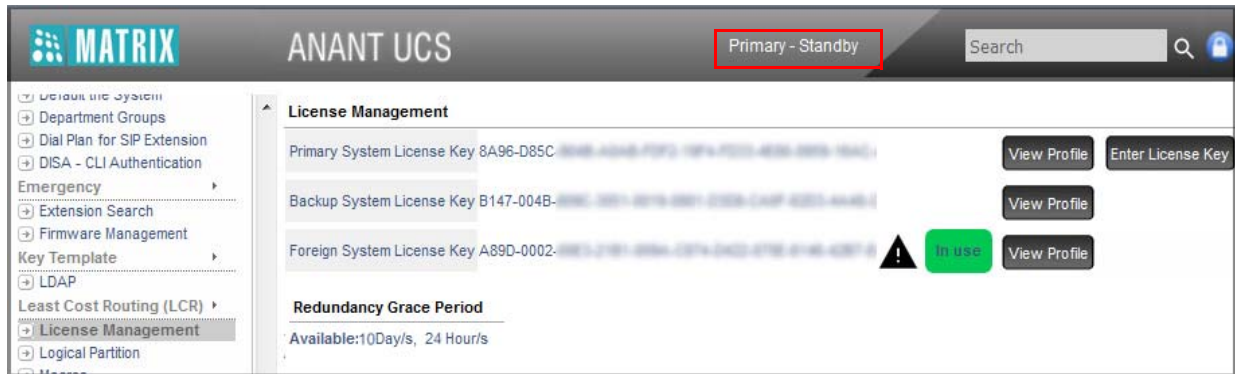 MATRIX ANANT UCS Primary - Standby Search
Default the System
Department Groups
Dial Plan for SIP Extension
DISA - CLI Authentication
Emergency
Extension Search
Firmware Management
Key Template
LDAP
Least Cost Routing (LCR)
License Management
Logical Partition
License Management
Primary System License Key 8A96-D85C- View Profile Enter License Key
Backup System License Key B147-004B- View Profile
Foreign System License Key A89D-0002- In use View Profile
Redundancy Grace Period
Available:10Day/s, 24 Hour/s